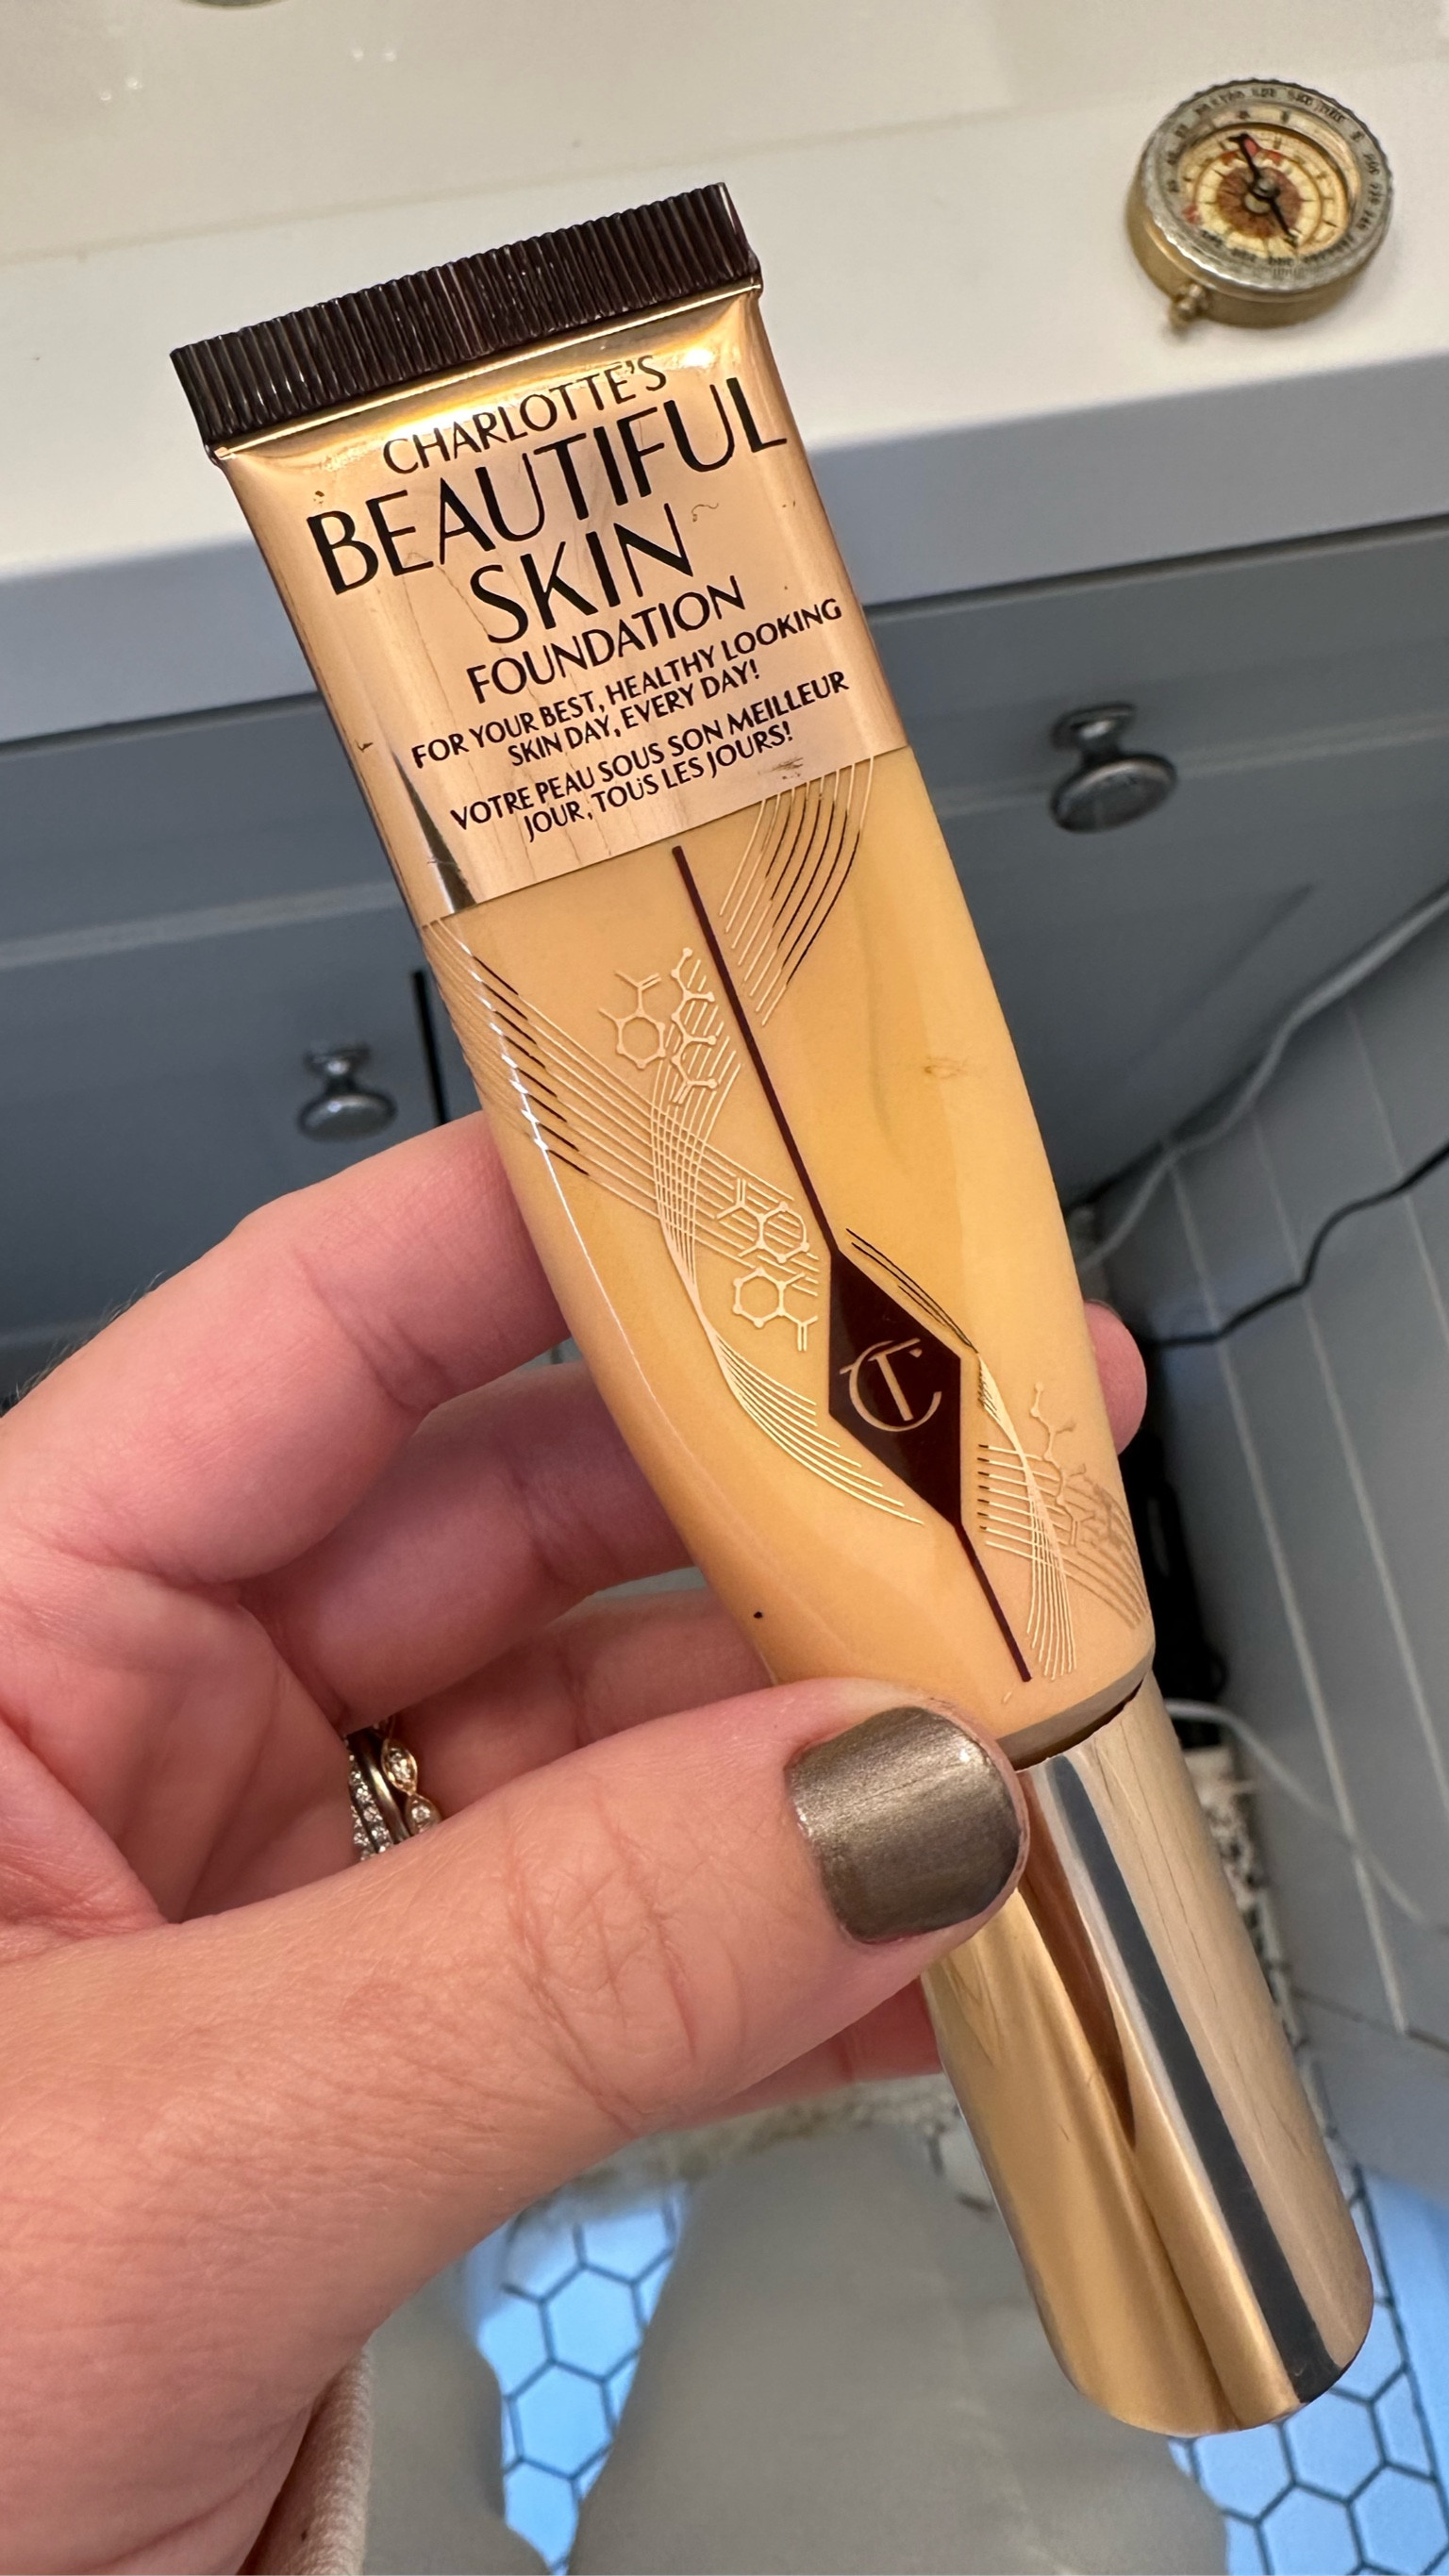 CHARLOTTE'S
BEAUTIFUL
SKIN
FOUNDATION
FOR YOUR BEST, HEALTHY LOOKING
SKIN DAY, EVERY DAY!
VOTRE PEAU SOUS SON MEILLEUR
JOUR, TOUS LES JOURS!
CT